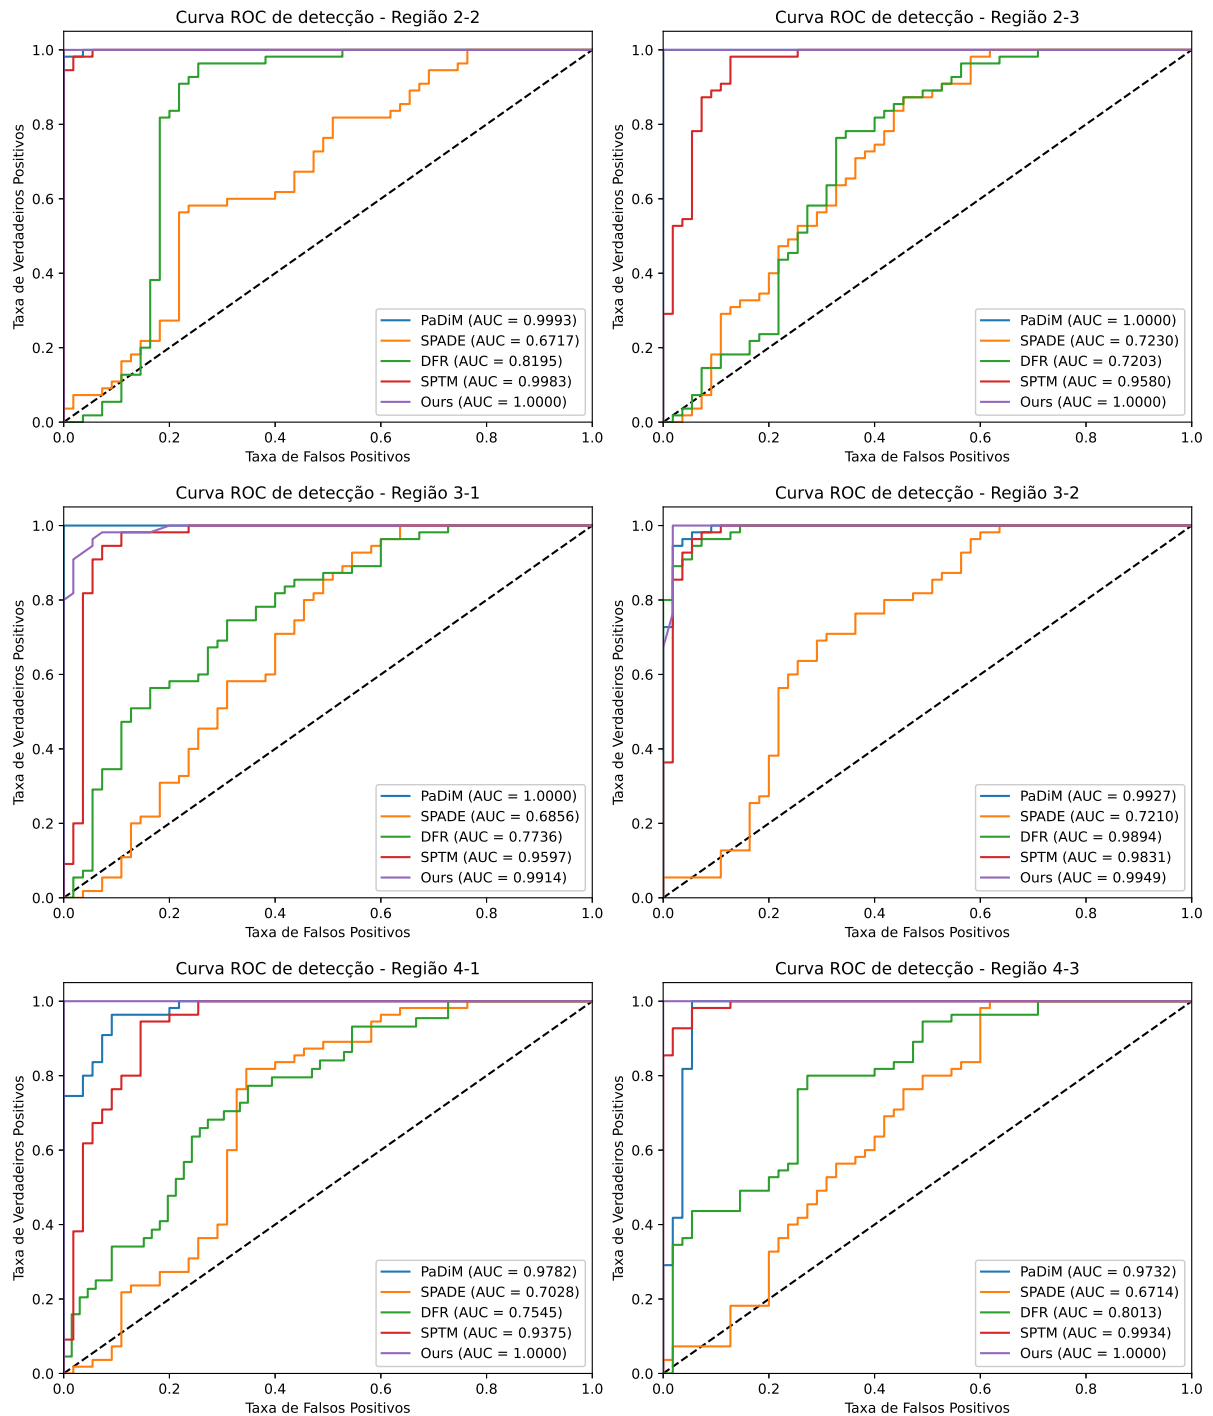 Curva ROC de detecção - Região 2-2
Taxa de Verdadeiros Positivos
1.0
0.8
0.6
0.4
0.2
0.0
PaDiM (AUC = 0.9993)
SPADE (AUC = 0.6717)
DFR (AUC = 0.8195)
SPTM (AUC = 0.9983)
Ours (AUC = 1.0000)
0.0 0.2 0.4 0.6 0.8 1.0
Taxa de Falsos Positivos
Curva ROC de detecção - Região 2-3
Taxa de Verdadeiros Positivos
1.0
0.8
0.6
0.4
0.2
0.0
PaDiM (AUC = 1.0000)
SPADE (AUC = 0.7230)
DFR (AUC = 0.7203)
SPTM (AUC = 0.9580)
Ours (AUC = 1.0000)
0.0 0.2 0.4 0.6 0.8 1.0
Taxa de Falsos Positivos
Curva ROC de detecção - Região 3-1
Taxa de Verdadeiros Positivos
1.0
0.8
0.6
0.4
0.2
0.0
PaDiM (AUC = 1.0000)
SPADE (AUC = 0.6856)
DFR (AUC = 0.7736)
SPTM (AUC = 0.9597)
Ours (AUC = 0.9914)
0.0 0.2 0.4 0.6 0.8 1.0
Taxa de Falsos Positivos
Curva ROC de detecção - Região 3-2
Taxa de Verdadeiros Positivos
1.0
0.8
0.6
0.4
0.2
0.0
PaDiM (AUC = 0.9927)
SPADE (AUC = 0.7210)
DFR (AUC = 0.9894)
SPTM (AUC = 0.9831)
Ours (AUC = 0.9949)
0.0 0.2 0.4 0.6 0.8 1.0
Taxa de Falsos Positivos
Curva ROC de detecção - Região 4-1
Taxa de Verdadeiros Positivos
1.0
0.8
0.6
0.4
0.2
0.0
PaDiM (AUC = 0.9782)
SPADE (AUC = 0.7028)
DFR (AUC = 0.7545)
SPTM (AUC = 0.9375)
Ours (AUC = 1.0000)
0.0 0.2 0.4 0.6 0.8 1.0
Taxa de Falsos Positivos
Curva ROC de detecção - Região 4-3
Taxa de Verdadeiros Positivos
1.0
0.8
0.6
0.4
0.2
0.0
PaDiM (AUC = 0.9732)
SPADE (AUC = 0.6714)
DFR (AUC = 0.8013)
SPTM (AUC = 0.9934)
Ours (AUC = 1.0000)
0.0 0.2 0.4 0.6 0.8 1.0
Taxa de Falsos Positivos